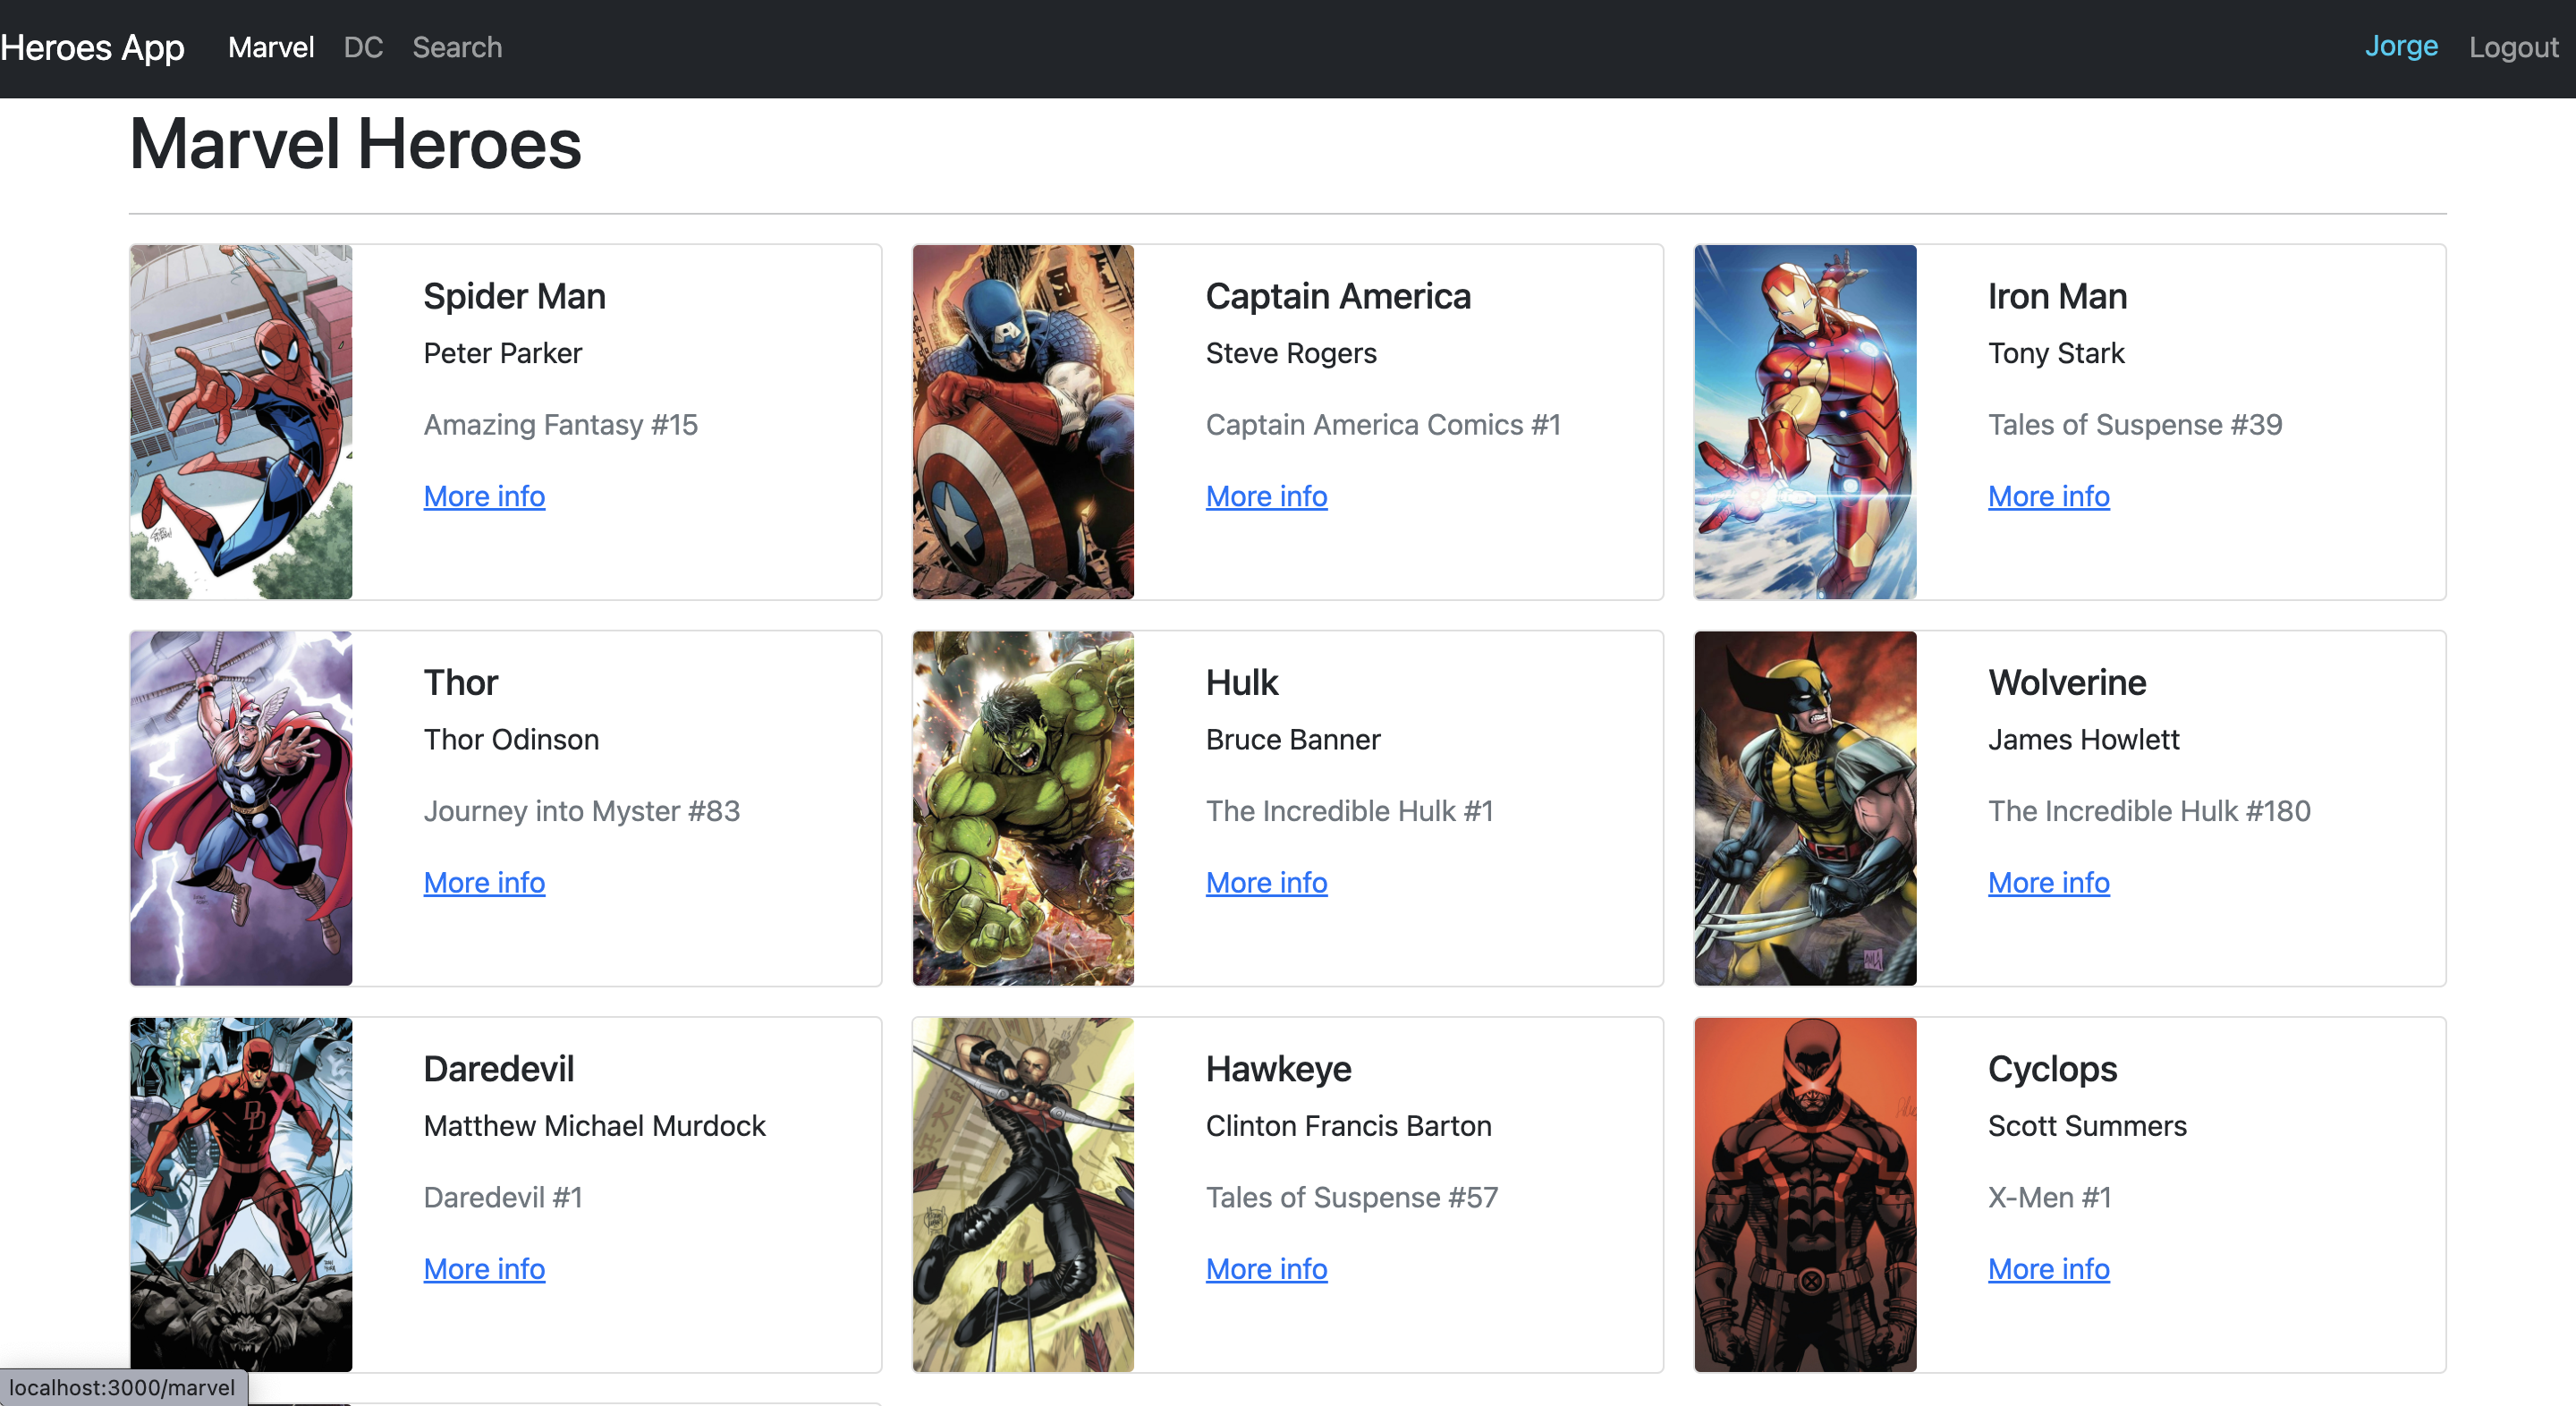 Heroes App Marvel DC Search Jorge Logout
Marvel Heroes
Spider Man
Peter Parker
Amazing Fantasy #15
More info
Captain America
Steve Rogers
Captain America Comics #1
More info
Iron Man
Tony Stark
Tales of Suspense #39
More info
Thor
Thor Odinson
Journey into Myster #83
More info
Hulk
Bruce Banner
The Incredible Hulk #1
More info
Wolverine
James Howlett
The Incredible Hulk #180
More info
Daredevil
Matthew Michael Murdock
Daredevil #1
More info
Hawkeye
Clinton Francis Barton
Tales of Suspense #57
More info
Cyclops
Scott Summers
X-Men #1
More info
localhost:3000/marvel